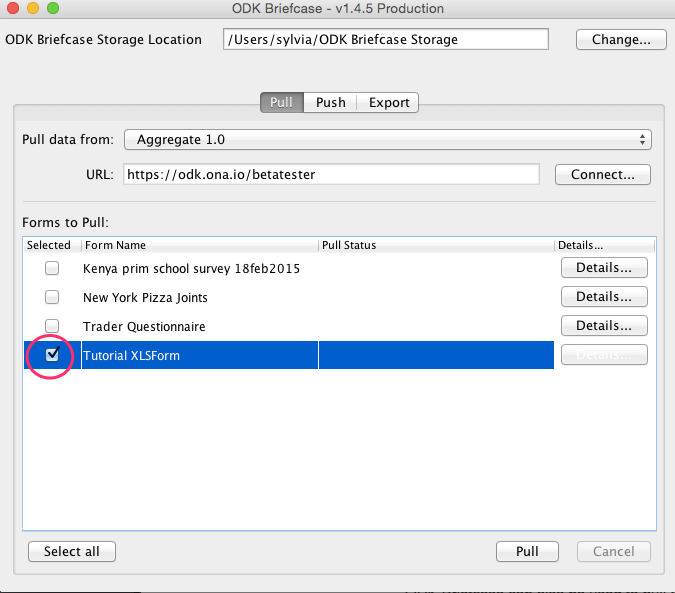 ODK Briefcase - v1.4.5 Production
ODK Briefcase Storage Location /Users/sylvia/ODK Briefcase Storage Change...
Pull Push Export
Pull data from: Aggregate 1.0
URL: https://odk.ona.io/betatester Connect...
Forms to Pull:
Selected Form Name Pull Status Details...
Kenya prim school survey 18feb2015 Details...
New York Pizza Joints Details...
Trader Questionnaire Details...
Tutorial XLSForm Details...
Select all Pull Cancel